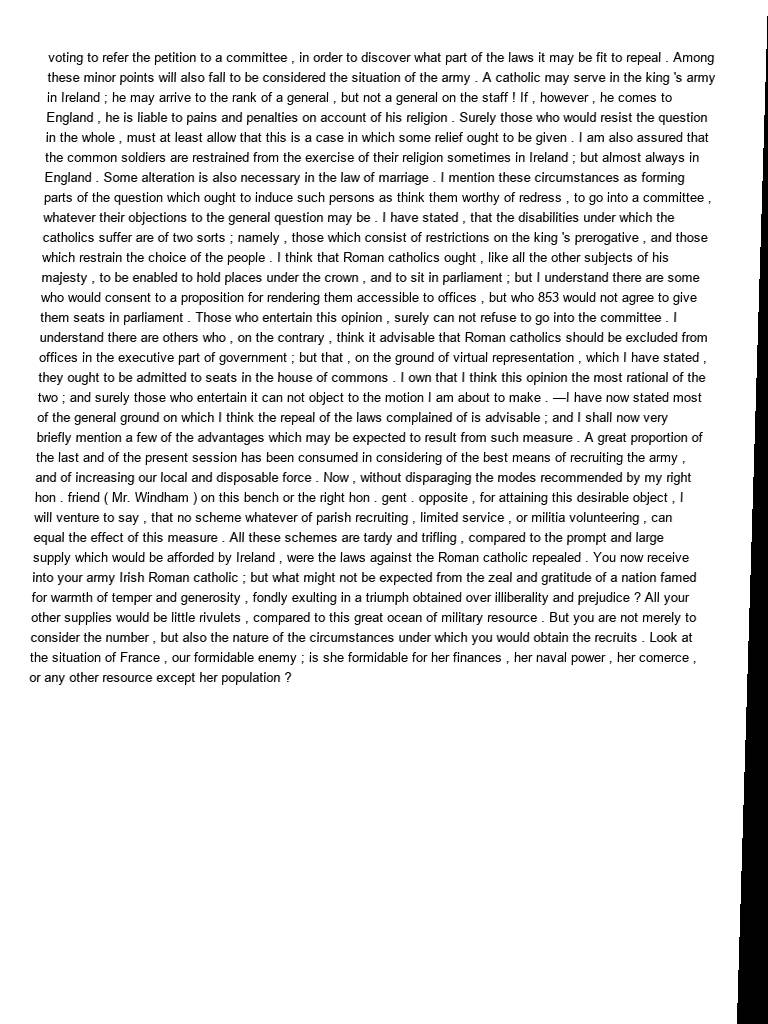 voting to refer the petition to a committee , in order to discover what part of the laws it may be fit to repeal . Among
these minor points will also fall to be considered the situation of the army . A catholic may serve in the king 's army
in Ireland ; he may arrive to the rank of a general , but not a general on the staff ! If , however , he comes to
England , he is liable to pains and penalties on account of his religion . Surely those who would resist the question
in the whole , must at least allow that this is a case in which some relief ought to be given . I am also assured that
the common soldiers are restrained from the exercise of their religion sometimes in Ireland ; but almost always in
England . Some alteration is also necessary in the law of marriage . I mention these circumstances as forming
parts of the question which ought to induce such persons as think them worthy of redress , to go into a committee ,
whatever their objections to the general question may be . I have stated , that the disabilities under which the
catholics suffer are of two sorts ; namely , those which consist of restrictions on the king 's prerogative , and those
which restrain the choice of the people . I think that Roman catholics ought , like all the other subjects of his
majesty , to be enabled to hold places under the crown , and to sit in parliament ; but I understand there are some
who would consent to a proposition for rendering them accessible to offices , but who 853 would not agree to give
them seats in parliament . Those who entertain this opinion , surely can not refuse to go into the committee . I
understand there are others who , on the contrary , think it advisable that Roman catholics should be excluded from
offices in the executive part of government ; but that , on the ground of virtual representation , which I have stated ,
they ought to be admitted to seats in the house of commons . I own that I think this opinion the most rational of the
two ; and surely those who entertain it can not object to the motion I am about to make . —I have now stated most
of the general ground on which I think the repeal of the laws complained of is advisable ; and I shall now very
briefly mention a few of the advantages which may be expected to result from such measure . A great proportion of
the last and of the present session has been consumed in considering of the best means of recruiting the army ,
and of increasing our local and disposable force . Now , without disparaging the modes recommended by my right
hon . friend ( Mr. Windham ) on this bench or the right hon . gent . opposite , for attaining this desirable object , I
will venture to say , that no scheme whatever of parish recruiting , limited service , or militia volunteering , can
equal the effect of this measure . All these schemes are tardy and trifling , compared to the prompt and large
supply which would be afforded by Ireland , were the laws against the Roman catholic repealed . You now receive
into your army Irish Roman catholic ; but what might not be expected from the zeal and gratitude of a nation famed
for warmth of temper and generosity , fondly exulting in a triumph obtained over illiberality and prejudice ? All your
other supplies would be little rivulets , compared to this great ocean of military resource . But you are not merely to
consider the number , but also the nature of the circumstances under which you would obtain the recruits . Look at
the situation of France , our formidable enemy ; is she formidable for her finances , her naval power , her comerce ,
or any other resource except her population ?